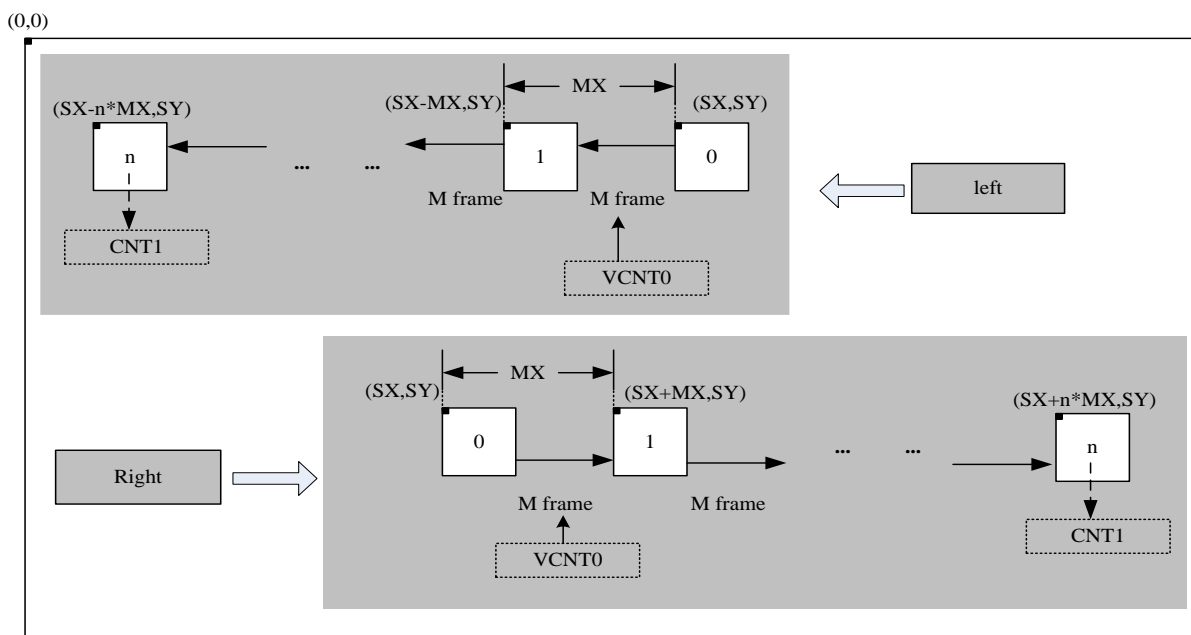 (0,0)
MX
(SX-n*MX,SY)
(SX-MX,SY)
(SX,SY)
n
... ...
1
0
M frame
M frame
left
CNT1
VCNT0
MX
(SX,SY)
(SX+MX,SY)
(SX+n*MX,SY)
0
1
... ...
n
Right
M frame
M frame
VCNT0
CNT1